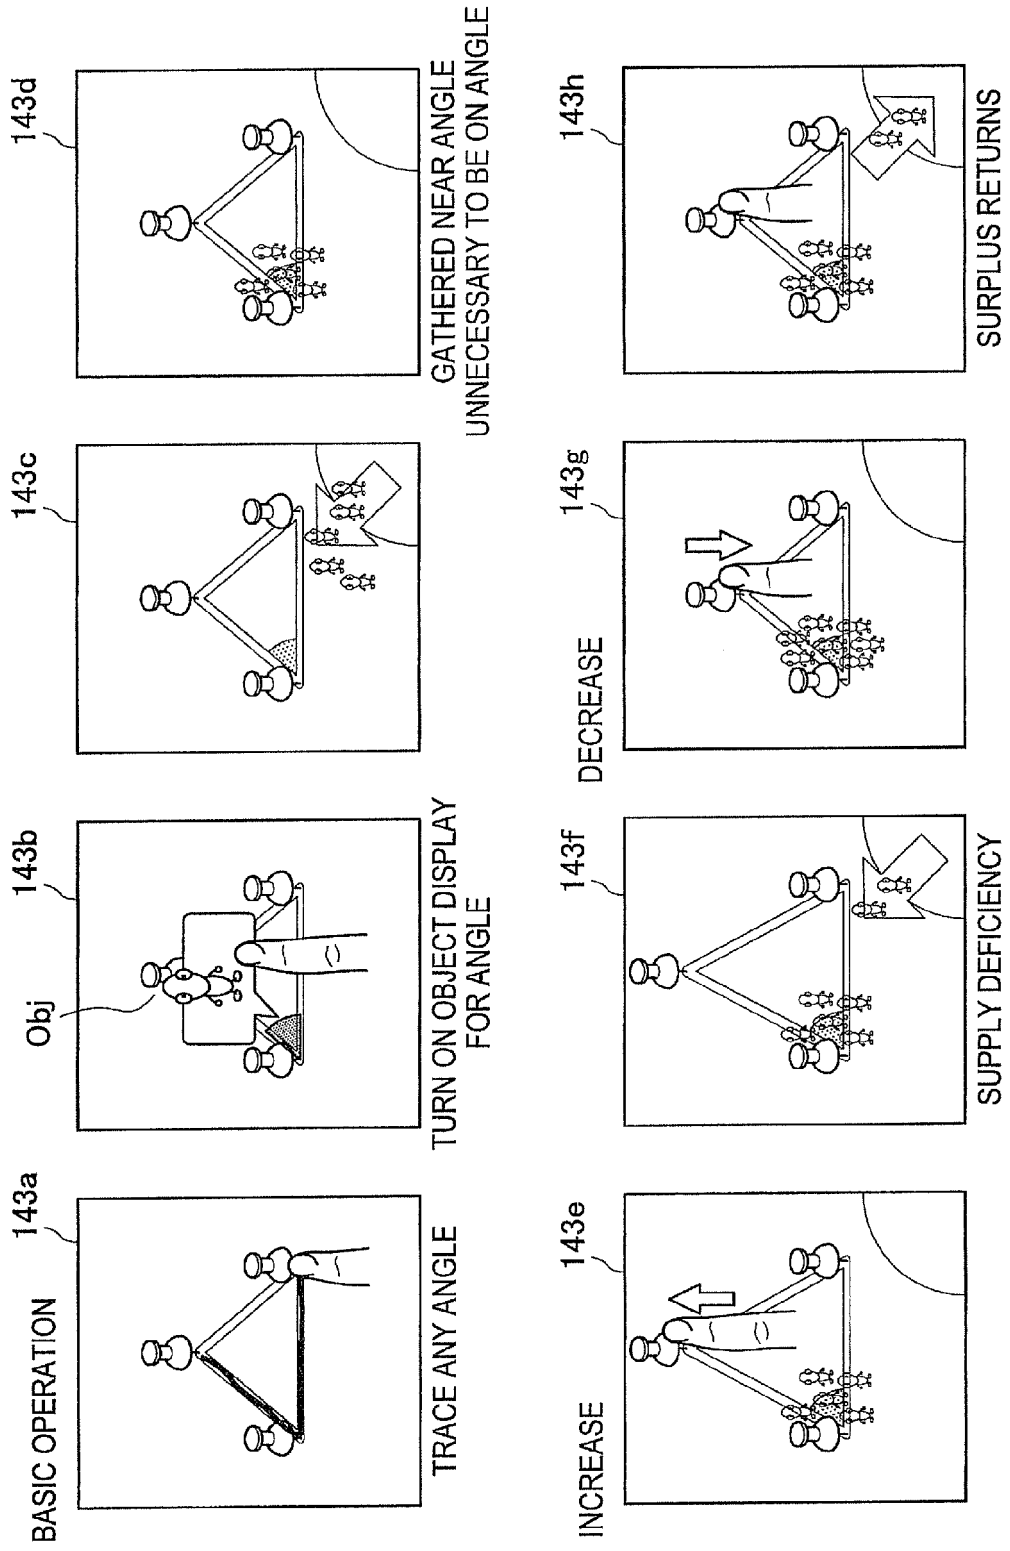 BASIC OPERATION
143a
TRACE ANY ANGLE
143b
Obj
TURN ON OBJECT DISPLAY
FOR ANGLE
143c
143d
GATHERED NEAR ANGLE
UNNECESSARY TO BE ON ANGLE
INCREASE
143e
143f
SUPPLY DEFICIENCY
DECREASE
143g
143h
SURPLUS RETURNS